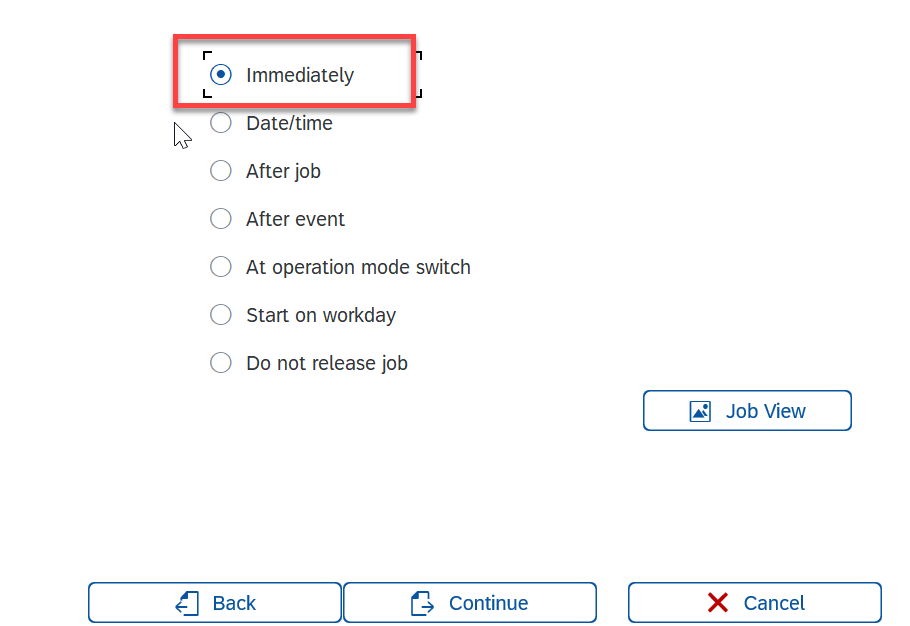 Immediately
Date/time
After job
After event
At operation mode switch
Start on workday
Do not release job
Job View
Back
Continue
Cancel